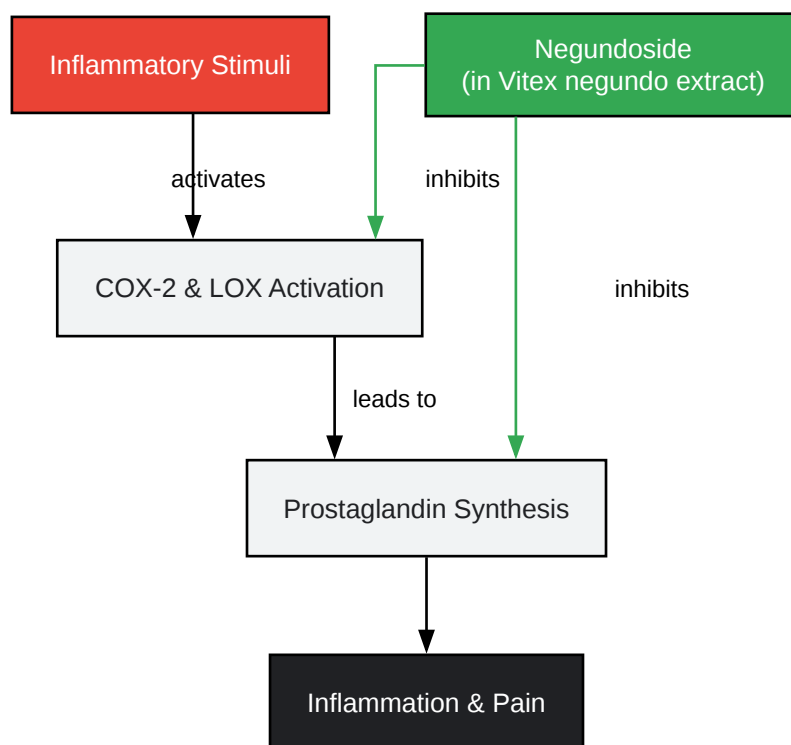 Inflammatory Stimuli
Negundoside
(in Vitex negundo extract)
activates
inhibits
COX-2 & LOX Activation
inhibits
leads to
Prostaglandin Synthesis
Inflammation & Pain